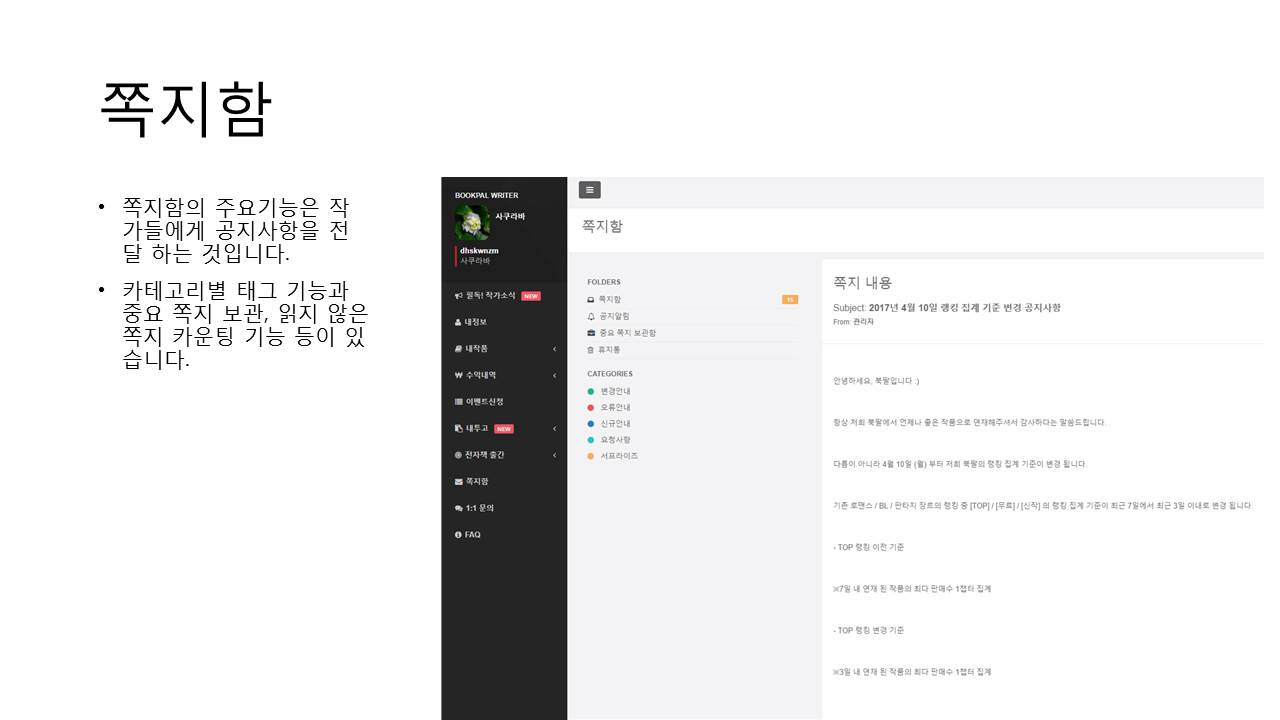 쪽지함
• 쪽지함의 주요기능은 작
가들에게 공지사항을 전
달 하는 것입니다.
• 카테고리별 태그 기능과
중요 쪽지 보관, 읽지 않은
쪽지 카운팅 기능 등이 있
습니다.
BOOKPAL WRITER
사쿠라바
dhskwnzm
사쿠라바
필독! 작가소식 NEW
내정보
내작품
수익내역
이벤트신청
내투고 NEW
전자책 출간
쪽지함
1:1 문의
FAQ
쪽지함
FOLDERS
쪽지함 15
공지알림
중요 쪽지 보관함
휴지통
CATEGORIES
변경안내
오류안내
신규안내
요청사항
서프라이즈
쪽지 내용
Subject: 2017년 4월 10일 랭킹 집계 기준 변경 공지사항
From: 관리자
안녕하세요, 북팔입니다 :)
항상 저희 북팔에서 언제나 좋은 작품으로 연재해주셔서 감사하다는 말씀드립니다.
다름이 아니라 4월 10일 (월) 부터 저희 북팔의 랭킹 집계 기준이 변경 됩니다.
기존 로맨스 / BL / 판타지 장르의 랭킹 중 [TOP] / [무료] / [신작] 의 랭킹 집계 기준이 최근 7일에서 최근 3일 이내로 변경 됩니다.
- TOP 랭킹 이전 기준
※7일 내 연재 된 작품의 최다 판매수 1챕터 집계
- TOP 랭킹 변경 기준
※3일 내 연재 된 작품의 최다 판매수 1챕터 집계